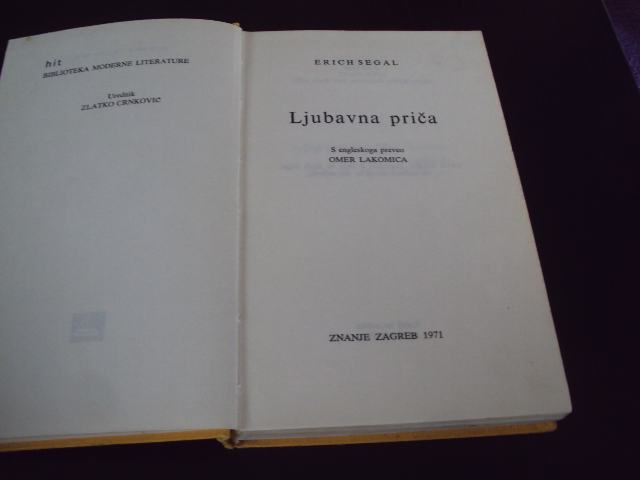 hit
BIBLIOTEKA MODERNE LITERATURE
Urednik
ZLATKO CRNKOVIĆ
ERICH SEGAL
Ljubavna priča
S engleskoga preveo
OMER LAKOMICA
ZNANJE ZAGREB 1971